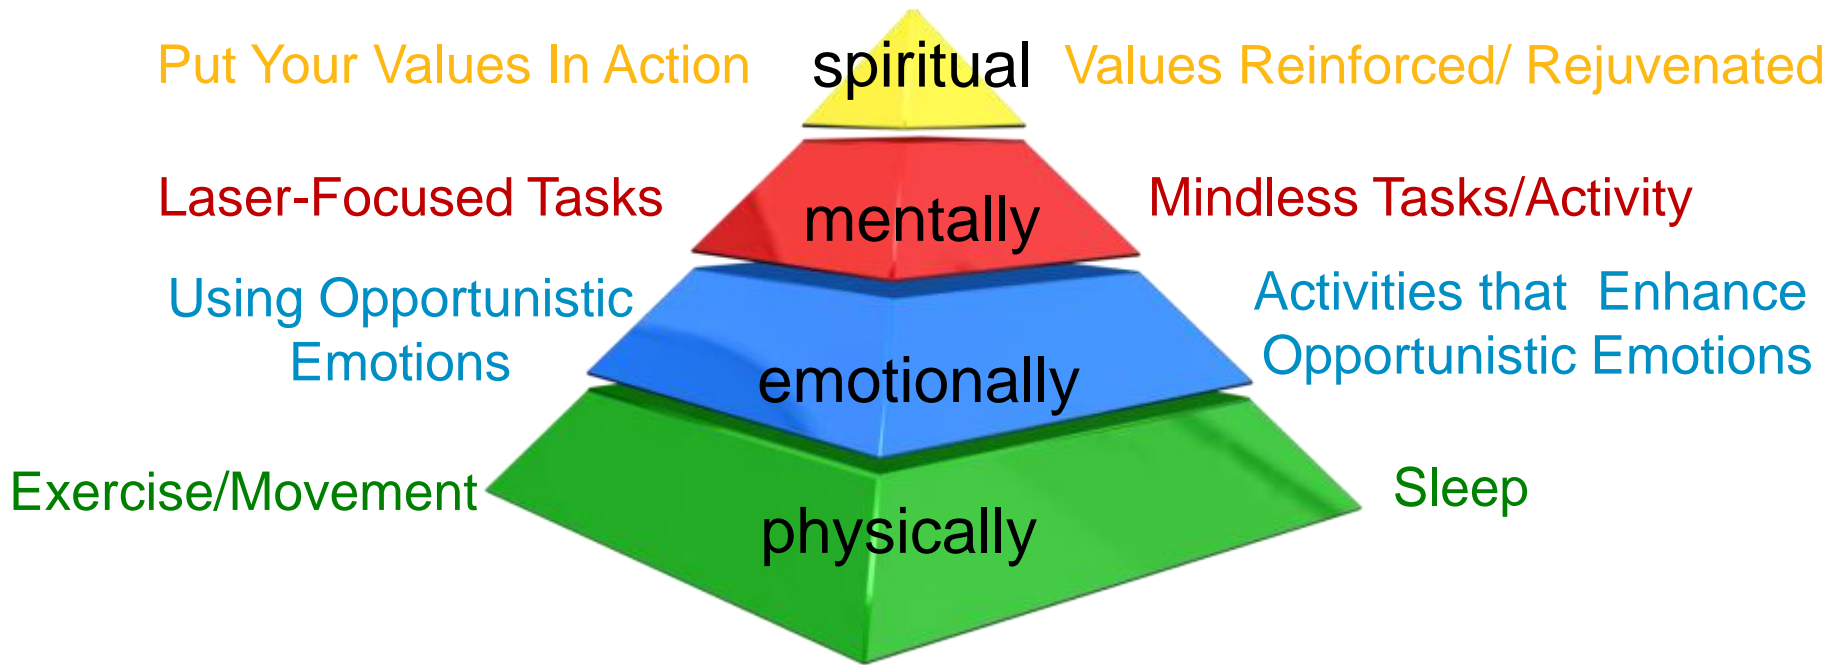 Put Your Values In Action
spiritual
Values Reinforced/ Rejuvenated
Laser-Focused Tasks
mentally
Mindless Tasks/Activity
Using Opportunistic
Emotions
emotionally
Activities that  Enhance
Opportunistic Emotions
Exercise/Movement
physically
Sleep